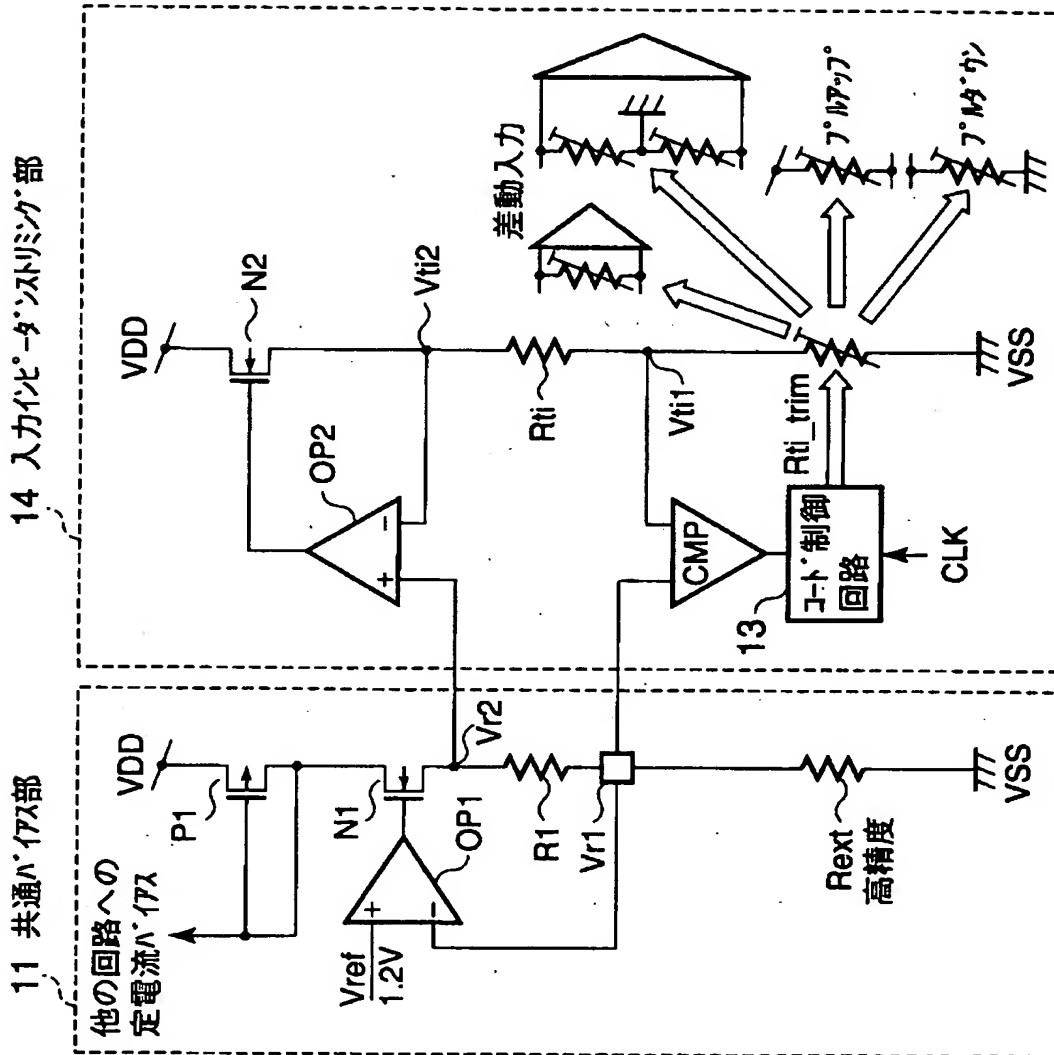 11 共通バイアス部
他の回路への
定電流バイアス
VDD
P1
N1
OP1
+
-
Vref
1.2V
Vr2
R1
Vr1
Rext
高精度
VSS
14 入力インピーダンストリミング部
VDD
N2
OP2
+
-
Vti2
Rti
Vti1
CMP
13
コード制御
回路
CLK
Rti_trim
VSS
差動入力
プルアップ
プルダウン